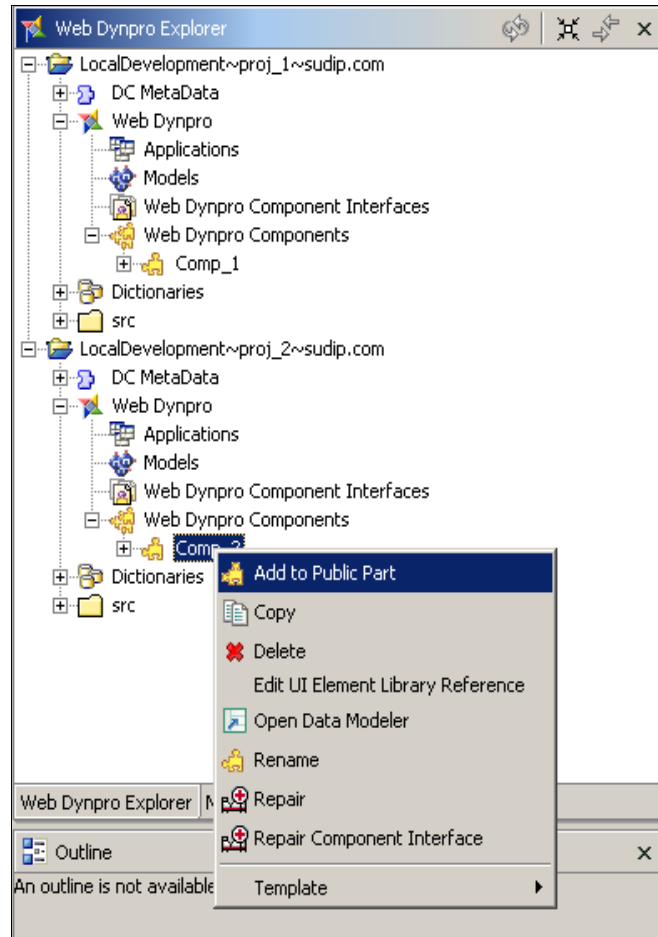 Web Dynpro Explorer
LocalDevelopment~proj_1~sudip.com
DC MetaData
Web Dynpro
Applications
Models
Web Dynpro Component Interfaces
Web Dynpro Components
Comp_1
Dictionaries
src
LocalDevelopment~proj_2~sudip.com
DC MetaData
Web Dynpro
Applications
Models
Web Dynpro Component Interfaces
Web Dynpro Components
Comp_2
Add to Public Part
Dictionaries
Copy
src
Delete
Edit UI Element Library Reference
Open Data Modeler
Rename
Repair
Web Dynpro Explorer
Repair Component Interface
Outline
Template
An outline is not available